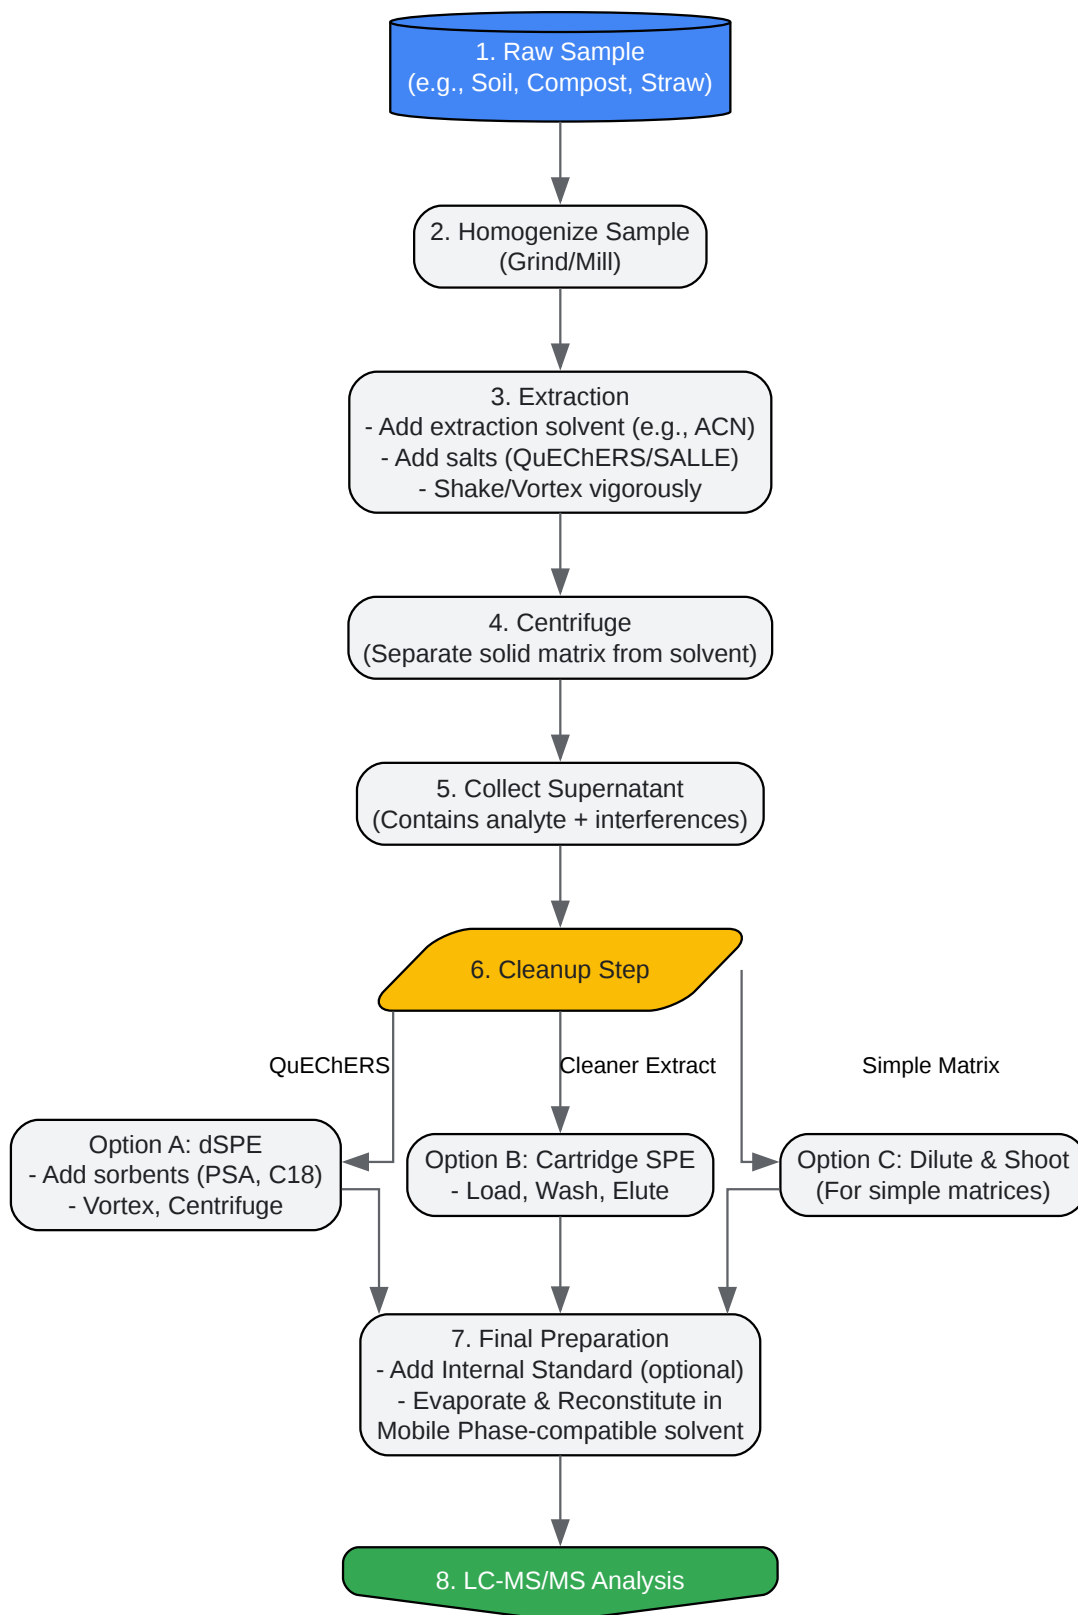 1. Raw Sample
(e.g., Soil, Compost, Straw)
2. Homogenize Sample
(Grind/Mill)
3. Extraction
- Add extraction solvent (e.g., ACN)
- Add salts (QuEChERS/SALLE)
- Shake/Vortex vigorously
4. Centrifuge
(Separate solid matrix from solvent)
5. Collect Supernatant
(Contains analyte + interferences)
6. Cleanup Step
QuEChERS
Cleaner Extract
Simple Matrix
Option A: dSPE
- Add sorbents (PSA, C18)
- Vortex, Centrifuge
Option B: Cartridge SPE
- Load, Wash, Elute
Option C: Dilute & Shoot
(For simple matrices)
7. Final Preparation
- Add Internal Standard (optional)
- Evaporate & Reconstitute in
Mobile Phase-compatible solvent
8. LC-MS/MS Analysis